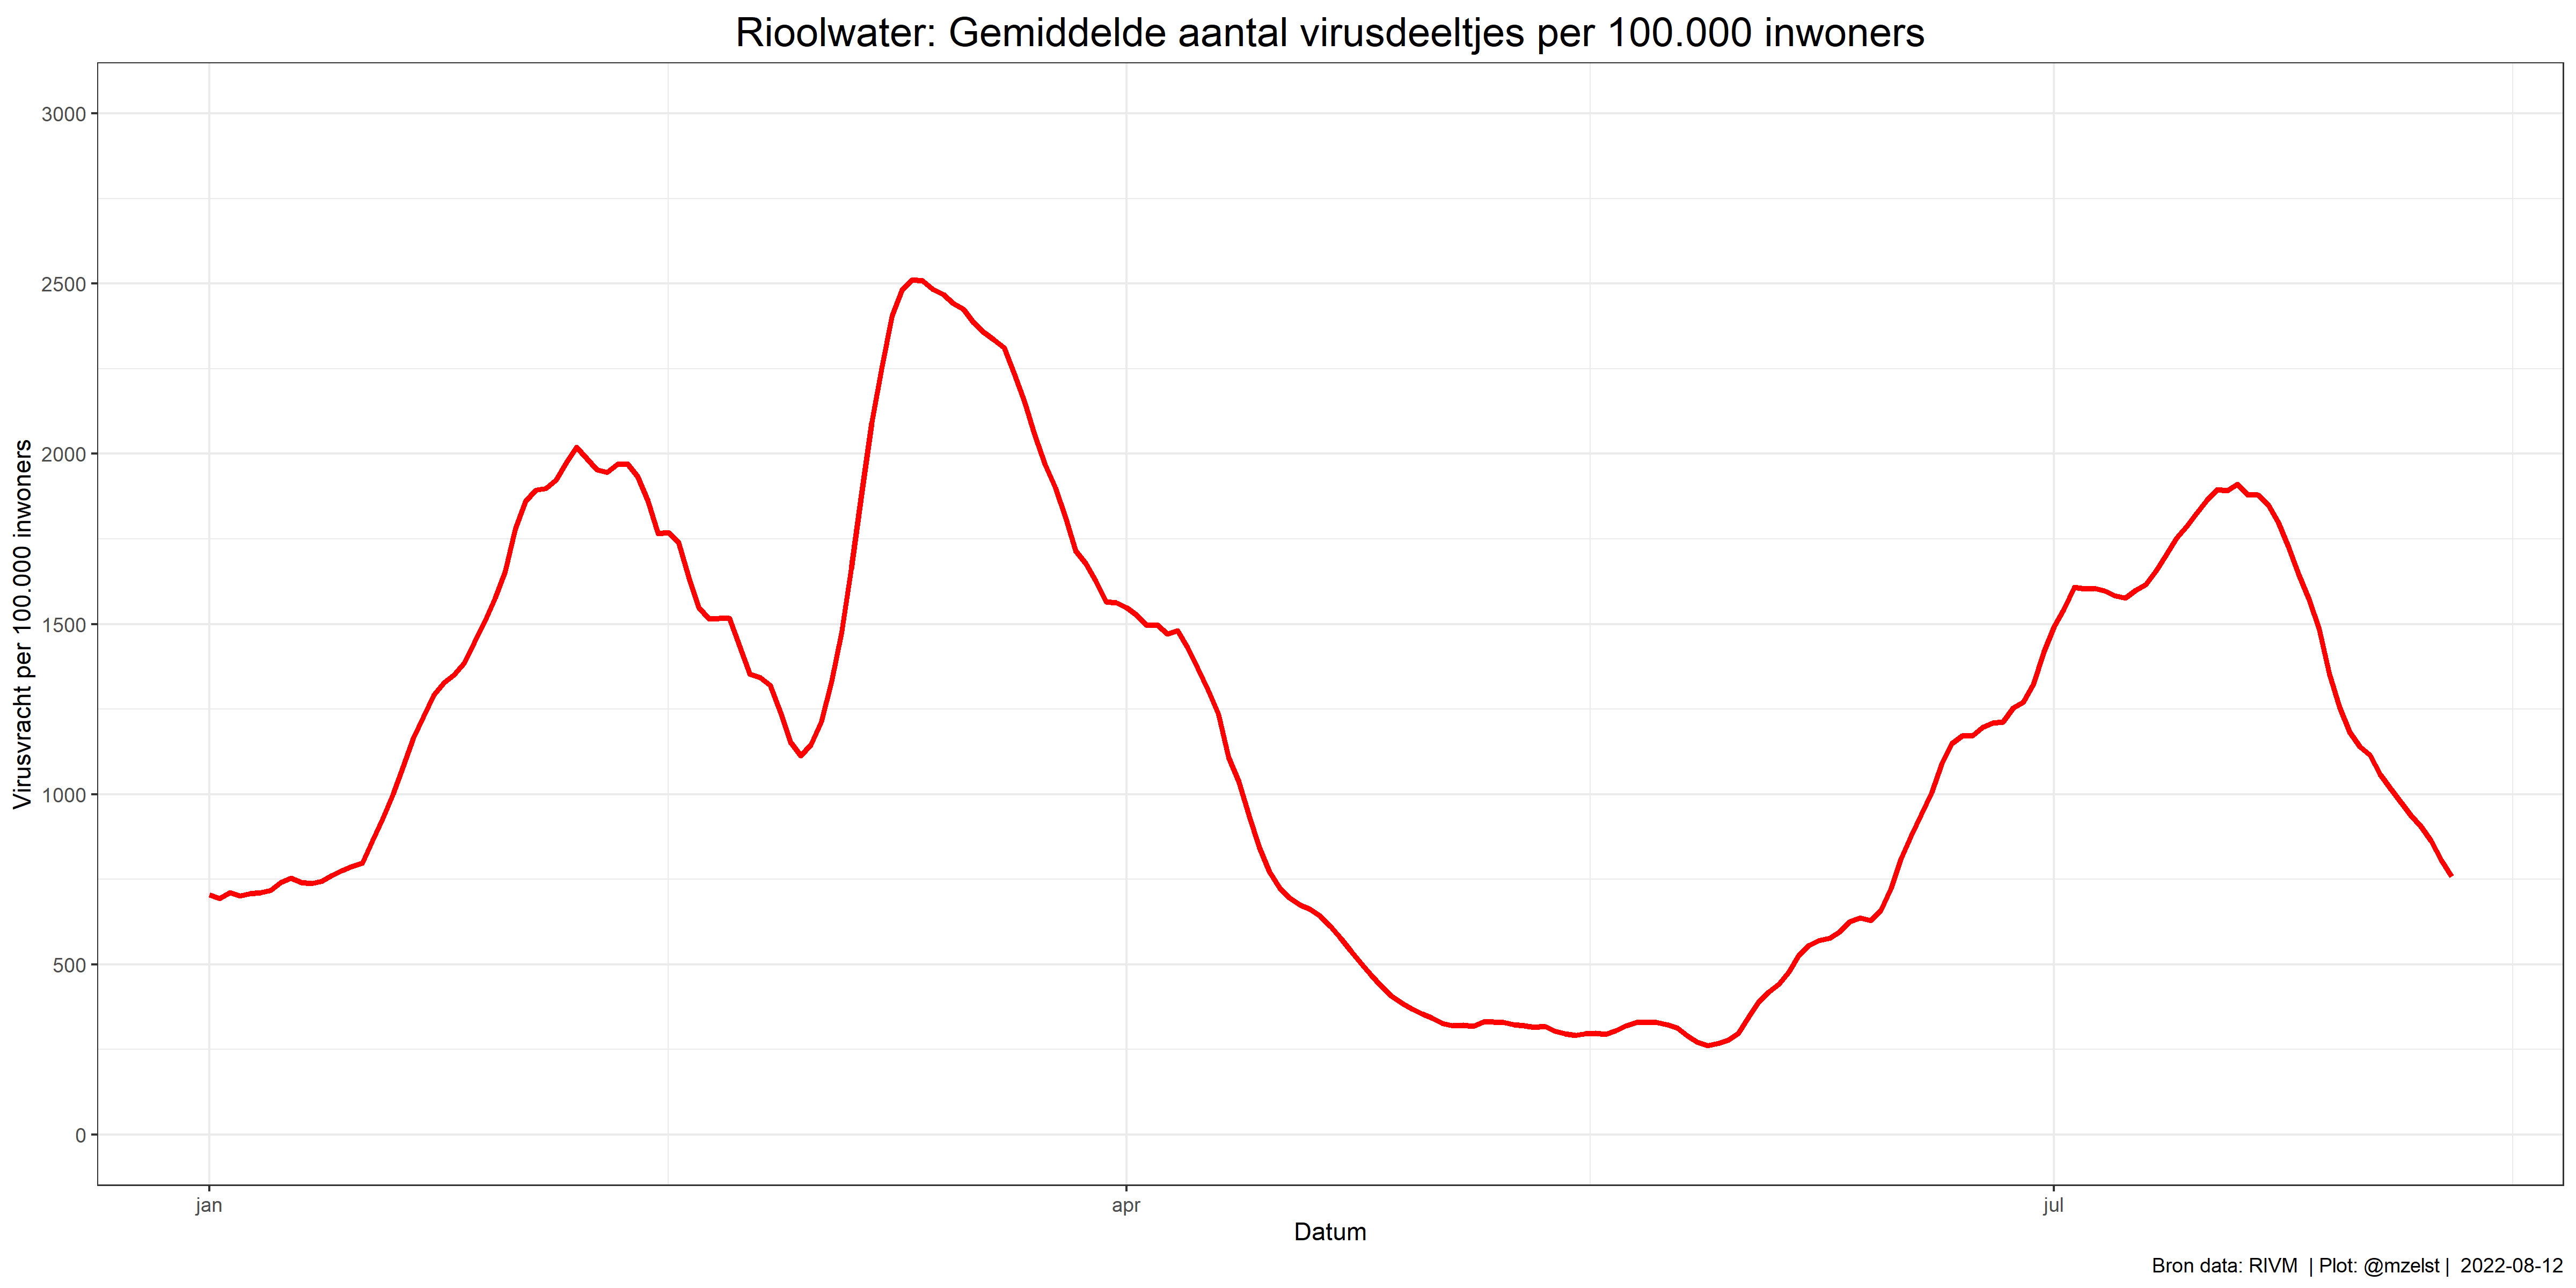 Rioolwater: Gemiddelde aantal virusdeeltjes per 100.000 inwoners
Virusvracht per 100.000 inwoners
3000
2500
2000
1500
1000
500
0
jan
apr
jul
Datum
Bron data: RIVM | Plot: @mzelst | 2022-08-12